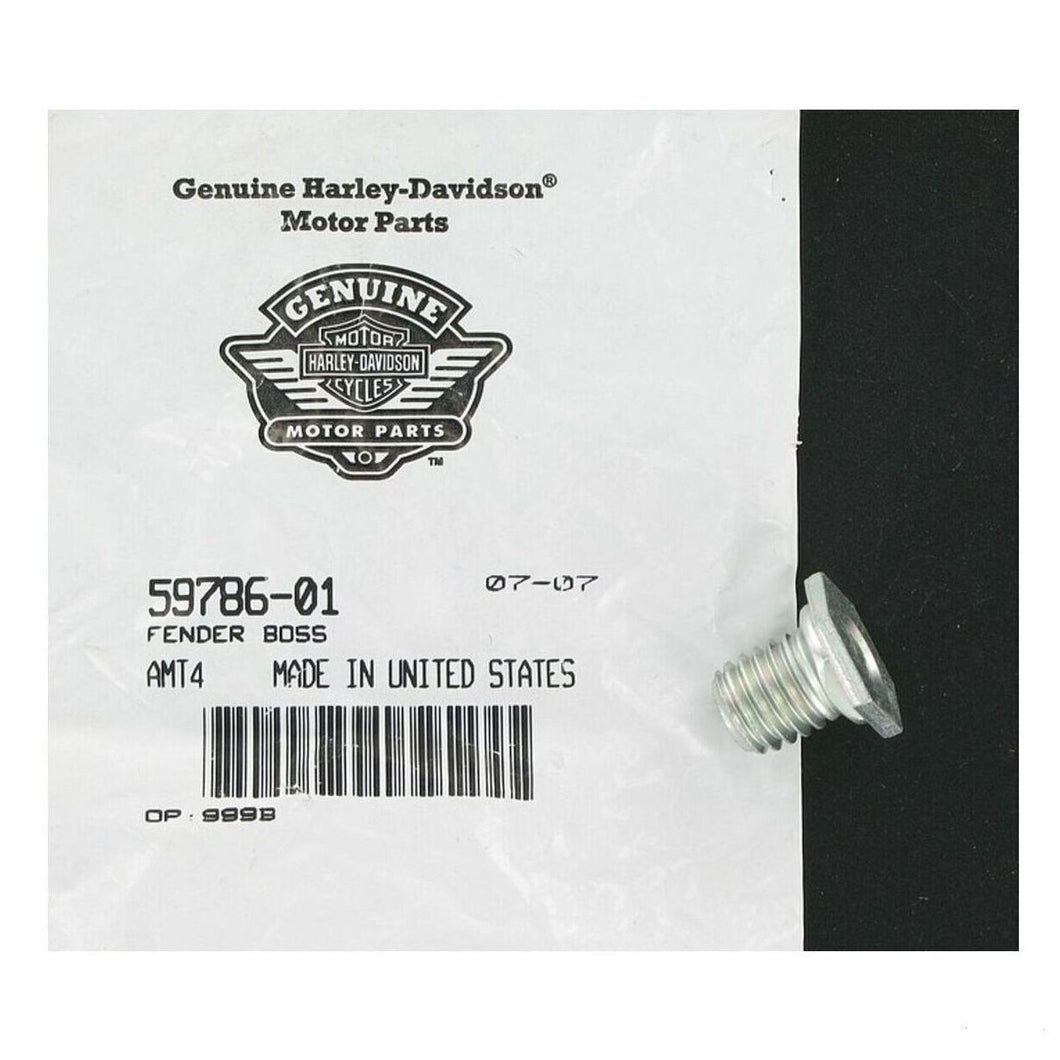 Genuine Harley-Davidson®
Motor Parts
GENUINE
MOTOR
HARLEY-DAVIDSON
CYCLES
MOTOR PARTS
TM
59786-01 07-07
FENDER BOSS
AMT4 MADE IN UNITED STATES
OP: 999B